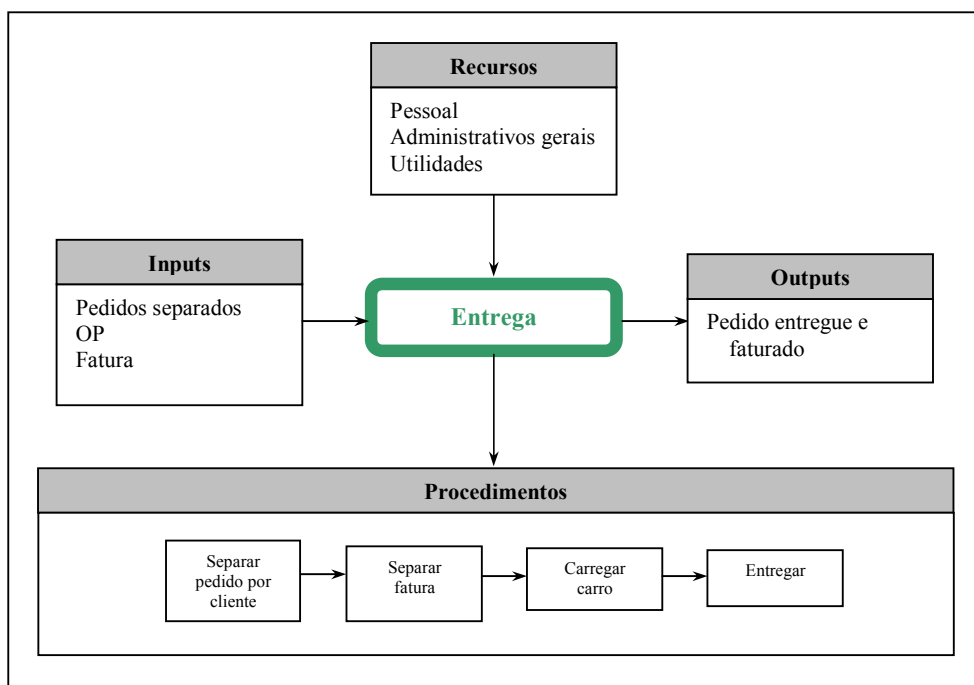 Recursos
Pessoal
Administrativos gerais
Utilidades
Inputs
Pedidos separados
OP
Fatura
Entrega
Outputs
Pedido entregue e
faturado
Procedimentos
Separar
pedido por
cliente
Separar
fatura
Carregar
carro
Entregar